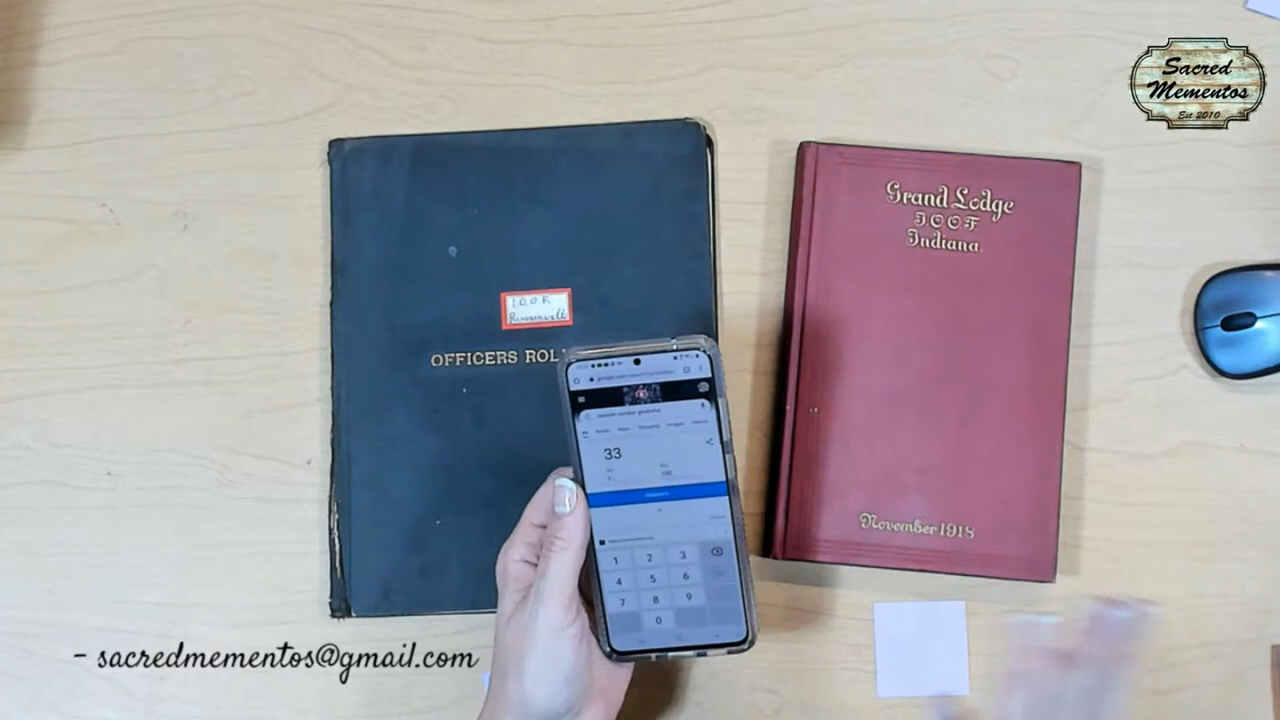 Sacred
Mementos
Est 2010
Grand Lodge
I O O F
Indiana
I.O.O.F.
OFFICERS ROL
33
1 2 3
4 5 6
7 8 9
0
November 1918
- sacredmementos@gmail.com